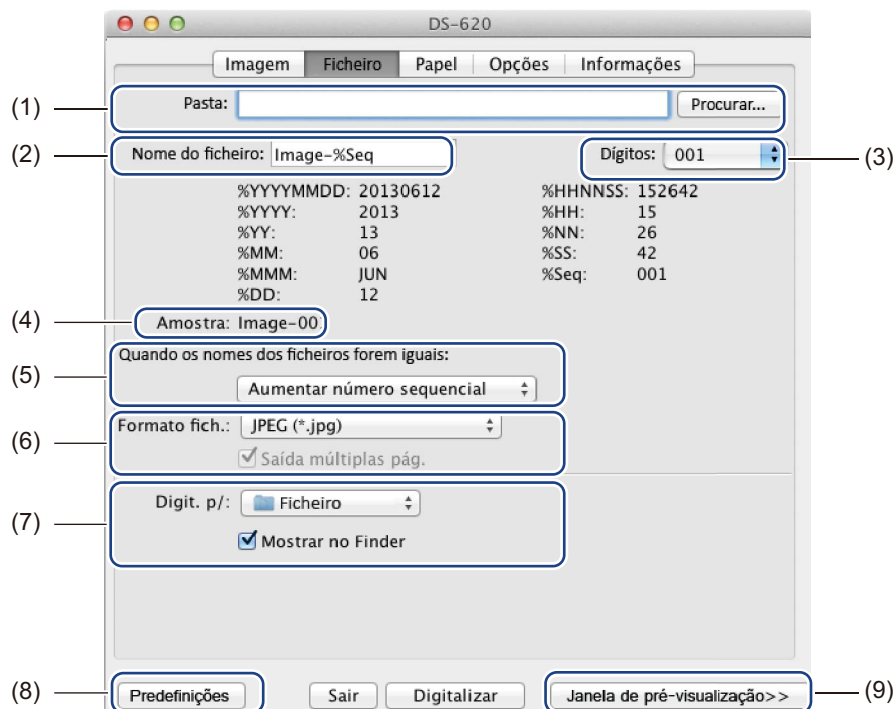 DS-620
Imagem Ficheiro Papel Opções Informações
(1) Pasta: Procurar...
(2) Nome do ficheiro: Image-%Seq Dígitos: 001 (3)
%YYYYMMDD: 20130612 %HHNNSS: 152642
%YYYY: 2013 %HH: 15
%YY: 13 %NN: 26
%MM: 06 %SS: 42
%MMM: JUN %Seq: 001
%DD: 12
(4) Amostra: Image-00
Quando os nomes dos ficheiros forem iguais:
(5) Aumentar número sequencial
(6) Formato fich.: JPEG (*.jpg)
Saída múltiplas pág.
(7) Digit. p/: Ficheiro
Mostrar no Finder
(8) Predefinições Sair Digitalizar Janela de pré-visualização>> (9)